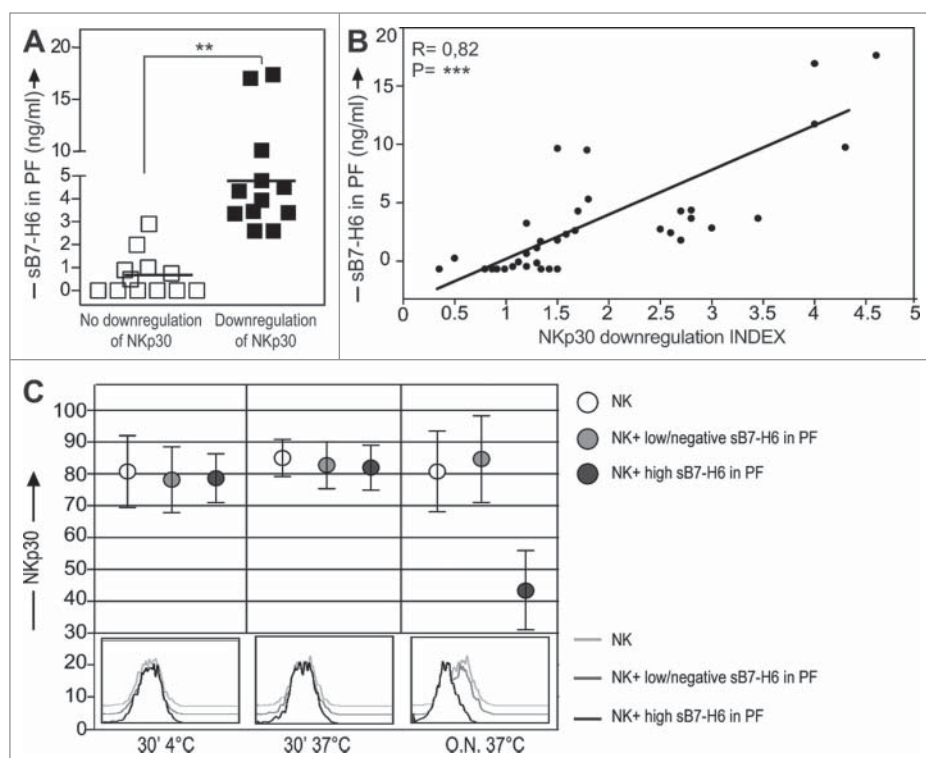 A
**
20
15
10
5
4
3
2
1
0
sB7-H6 in PF (ng/ml)
No downregulation
of NKp30
Downregulation
of NKp30
B
R= 0,82
P= ***
20
15
10
5
0
sB7-H6 in PF (ng/ml)
0 0.5 1 1.5 2 2.5 3 3.5 4 4.5 5
NKp30 downregulation INDEX
C
100
90
80
70
60
50
40
30
20
10
0
NKp30
30' 4°C 30' 37°C O.N. 37°C
NK
NK+ low/negative sB7-H6 in PF
NK+ high sB7-H6 in PF
NK
NK+ low/negative sB7-H6 in PF
NK+ high sB7-H6 in PF